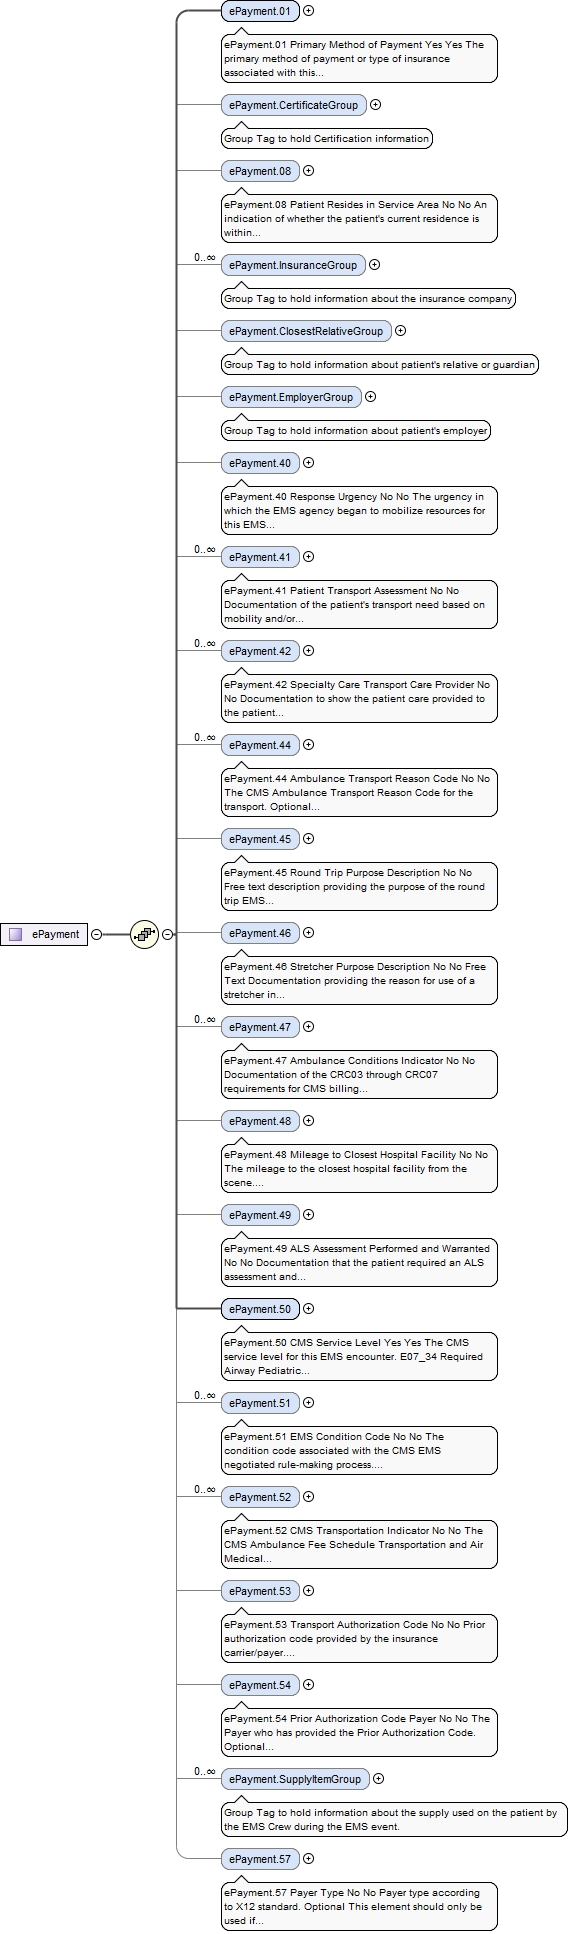 ePayment.01
ePayment.01 Primary Method of Payment Yes Yes The
primary method of payment or type of insurance
associated with this...
ePayment.CertificateGroup
Group Tag to hold Certification information
ePayment.08
ePayment.08 Patient Resides in Service Area No No An
indication of whether the patient's current residence is
within...
0..∞
ePayment.InsuranceGroup
Group Tag to hold information about the insurance company
ePayment.ClosestRelativeGroup
Group Tag to hold information about patient's relative or guardian
ePayment.EmployerGroup
Group Tag to hold information about patient's employer
ePayment.40
ePayment.40 Response Urgency No No The urgency in
which the EMS agency began to mobilize resources for
this EMS...
0..∞
ePayment.41
ePayment.41 Patient Transport Assessment No No
Documentation of the patient's transport need based on
mobility and/or...
0..∞
ePayment.42
ePayment.42 Specialty Care Transport Care Provider No
No Documentation to show the patient care provided to
the patient...
0..∞
ePayment.44
ePayment.44 Ambulance Transport Reason Code No No
The CMS Ambulance Transport Reason Code for the
transport. Optional...
ePayment.45
ePayment.45 Round Trip Purpose Description No No
Free text description providing the purpose of the round
trip EMS...
ePayment
ePayment.46
ePayment.46 Stretcher Purpose Description No No Free
Text Documentation providing the reason for use of a
stretcher in...
0..∞
ePayment.47
ePayment.47 Ambulance Conditions Indicator No No
Documentation of the CRC03 through CRC07
requirements for CMS billing...
ePayment.48
ePayment.48 Mileage to Closest Hospital Facility No No
The mileage to the closest hospital facility from the
scene....
ePayment.49
ePayment.49 ALS Assessment Performed and Warranted
No No Documentation that the patient required an ALS
assessment and...
ePayment.50
ePayment.50 CMS Service Level Yes Yes The CMS
service level for this EMS encounter. E07_34 Required
Airway Pediatric...
0..∞
ePayment.51
ePayment.51 EMS Condition Code No No The
condition code associated with the CMS EMS
negotiated rule-making process....
0..∞
ePayment.52
ePayment.52 CMS Transportation Indicator No No The
CMS Ambulance Fee Schedule Transportation and Air
Medical...
ePayment.53
ePayment.53 Transport Authorization Code No No Prior
authorization code provided by the insurance
carrier/payer....
ePayment.54
ePayment.54 Prior Authorization Code Payer No No The
Payer who has provided the Prior Authorization Code.
Optional...
0..∞
ePayment.SupplyItemGroup
Group Tag to hold information about the supply used on the patient by
the EMS Crew during the EMS event.
ePayment.57
ePayment.57 Payer Type No No Payer type according
to X12 standard. Optional This element should only be
used if...